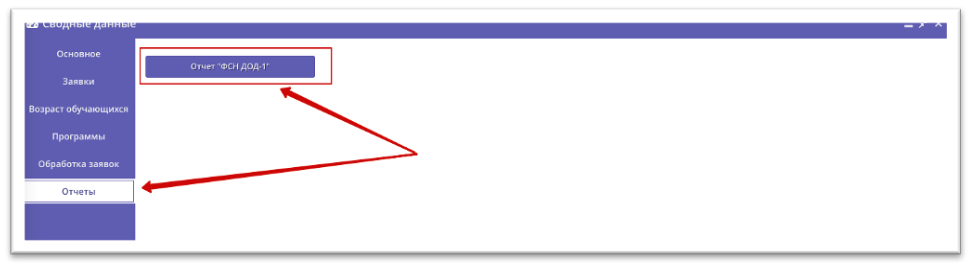 Сводные данные
Основное
Отчет "ФСН ДОД-1"
Заявки
Возраст обучающихся
Программы
Обработка заявок
Отчеты